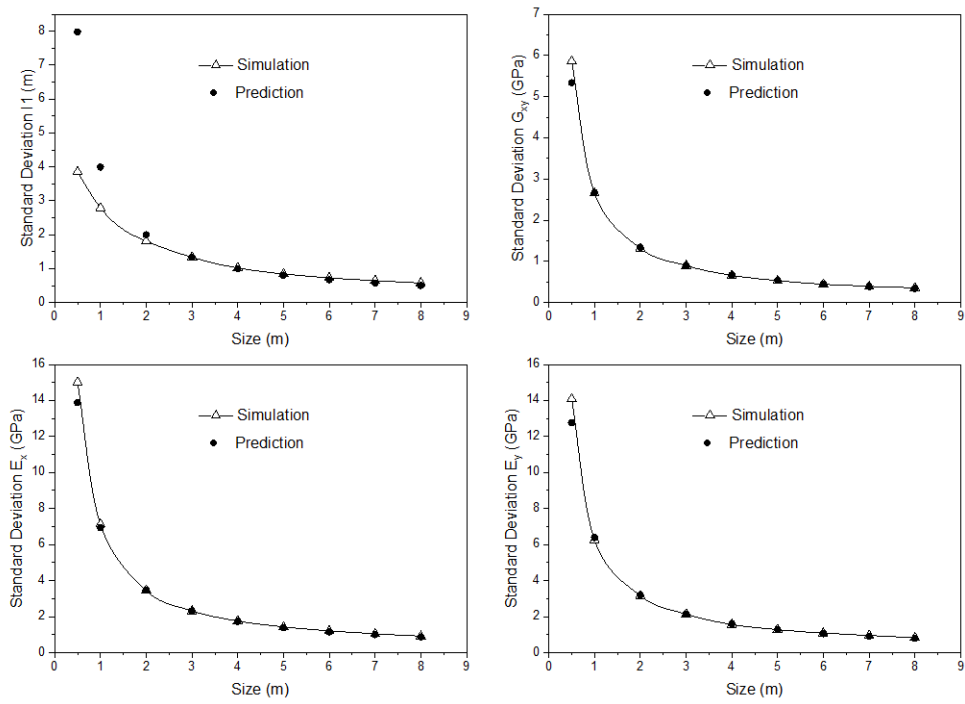 Standard Deviation I1 (m)
8
7
6
5
4
3
2
1
0
Simulation
Prediction
0 1 2 3 4 5 6 7 8 9
Size (m)
Standard Deviation Gxy (GPa)
7
6
5
4
3
2
1
0
Simulation
Prediction
0 1 2 3 4 5 6 7 8 9
Size (m)
Standard Deviation Ex (GPa)
16
14
12
10
8
6
4
2
0
Simulation
Prediction
0 1 2 3 4 5 6 7 8 9
Size (m)
Standard Deviation Ey (GPa)
16
14
12
10
8
6
4
2
0
Simulation
Prediction
0 1 2 3 4 5 6 7 8 9
Size (m)